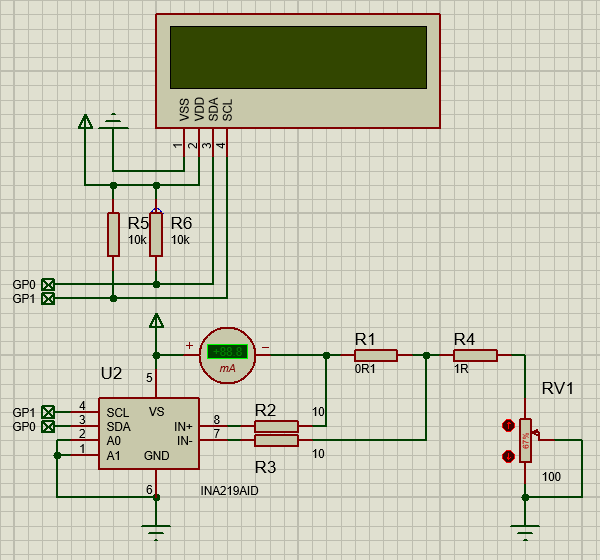 VSS VDD SDA SCL
1 2 3 4
R5 R6
10k 10k
GP0
GP1
+ −
+88.8
mA
R1 R4
0R1 1R
U2
5
RV1
GP1 4 SCL VS IN+ 8 R2 10
GP0 3 SDA IN- 7
2 A0
1 A1 GND
R3 10
67%
100
6 INA219AID